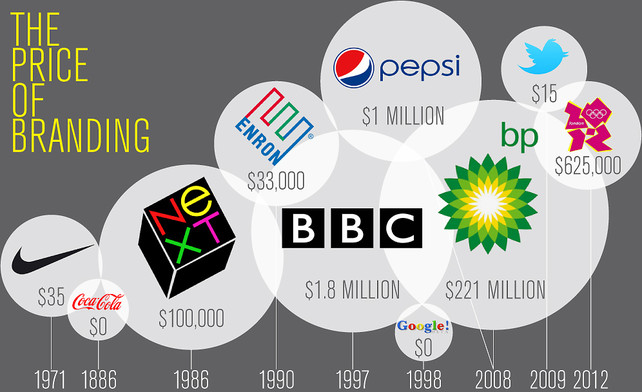 THE
PRICE
OF
BRANDING
pepsi
$1 MILLION
$15
ENRON®
$33,000
bp
London
$625,000
NeXT
$100,000
BBC
$1.8 MILLION
$221 MILLION
$35
Coca-Cola
$0
Google!
$0
1971
1886
1986
1990
1997
1998
2008
2009
2012